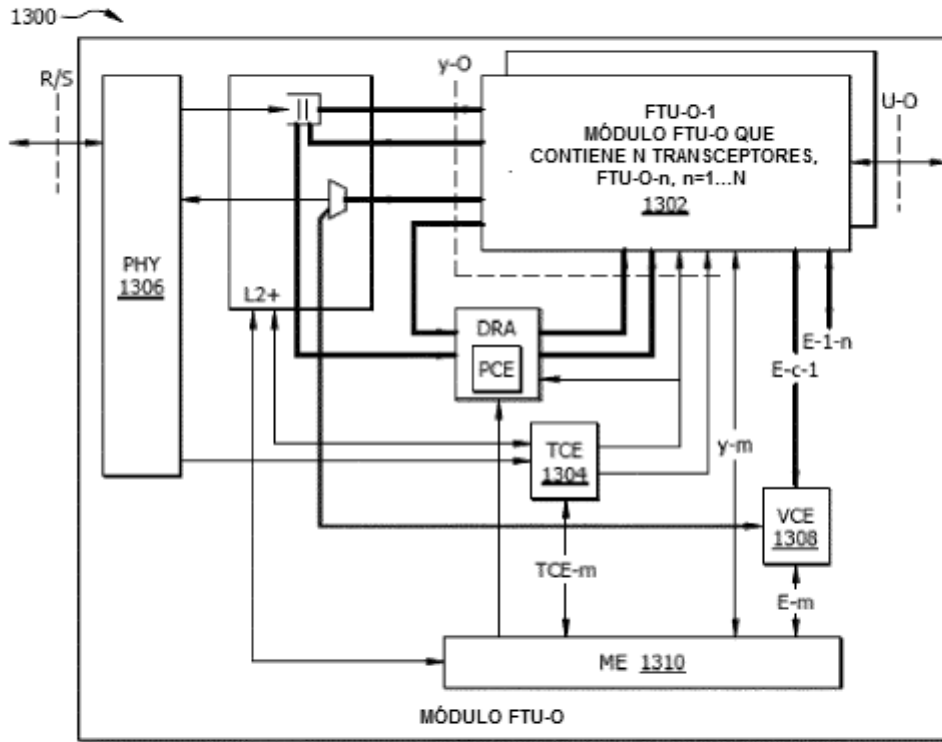 1300
R/S
y-O
U-O
FTU-O-1
MÓDULO FTU-O QUE
CONTIENE N TRANSCEPTORES,
FTU-O-n, n=1...N
1302
PHY
1306
L2+
DRA
PCE
E-1-n
E-c-1
TCE
1304
y-m
VCE
1308
TCE-m
E-m
ME 1310
MÓDULO FTU-O